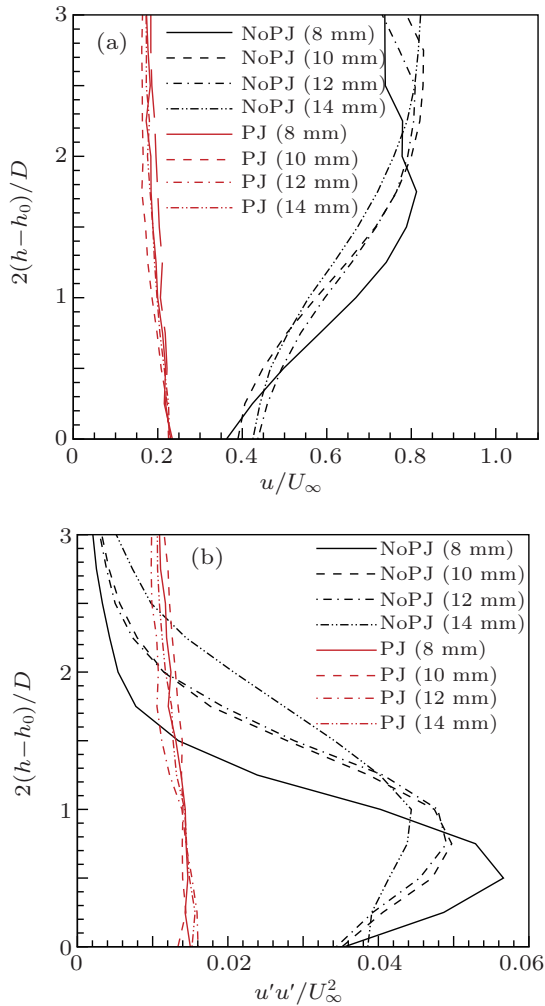 3
(a)
NoPJ (8 mm)
NoPJ (10 mm)
NoPJ (12 mm)
NoPJ (14 mm)
PJ (8 mm)
PJ (10 mm)
PJ (12 mm)
PJ (14 mm)
2
1
0
2(h−h₀)/D
0 0.2 0.4 0.6 0.8 1.0
u/U∞
3
(b)
NoPJ (8 mm)
NoPJ (10 mm)
NoPJ (12 mm)
NoPJ (14 mm)
PJ (8 mm)
PJ (10 mm)
PJ (12 mm)
PJ (14 mm)
2
1
0
2(h−h₀)/D
0 0.02 0.04 0.06
u′u′/U²∞